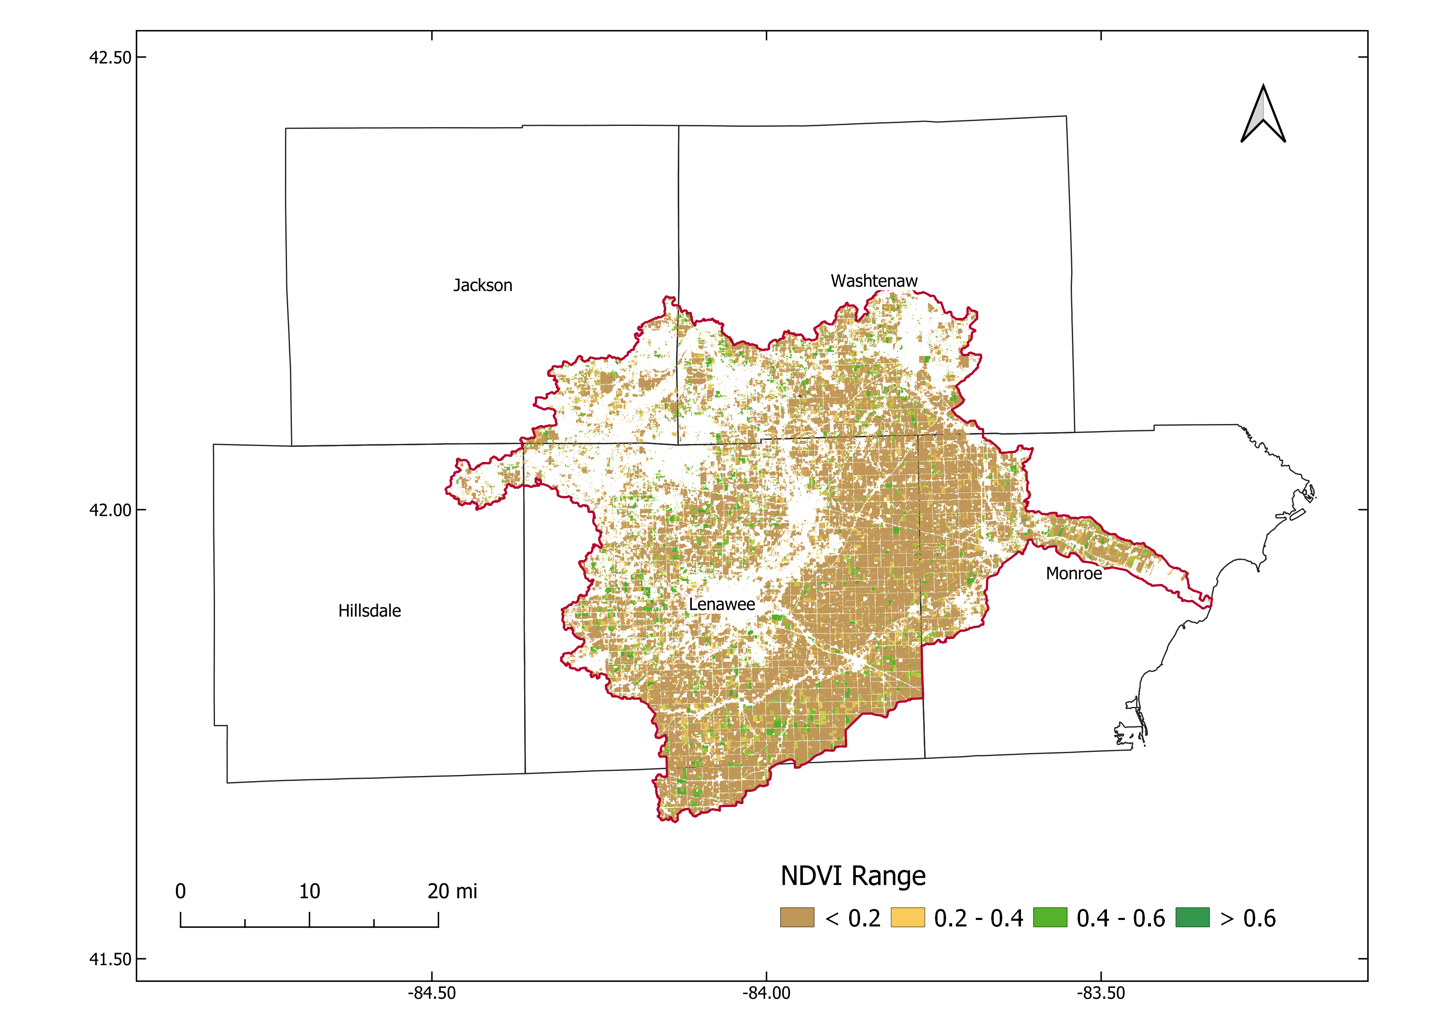 42.50
Jackson
Washtenaw
42.00
Monroe
Lenawee
Hillsdale
NDVI Range
0 10 20 mi
< 0.2 0.2 - 0.4 0.4 - 0.6 > 0.6
41.50
-84.50 -84.00 -83.50